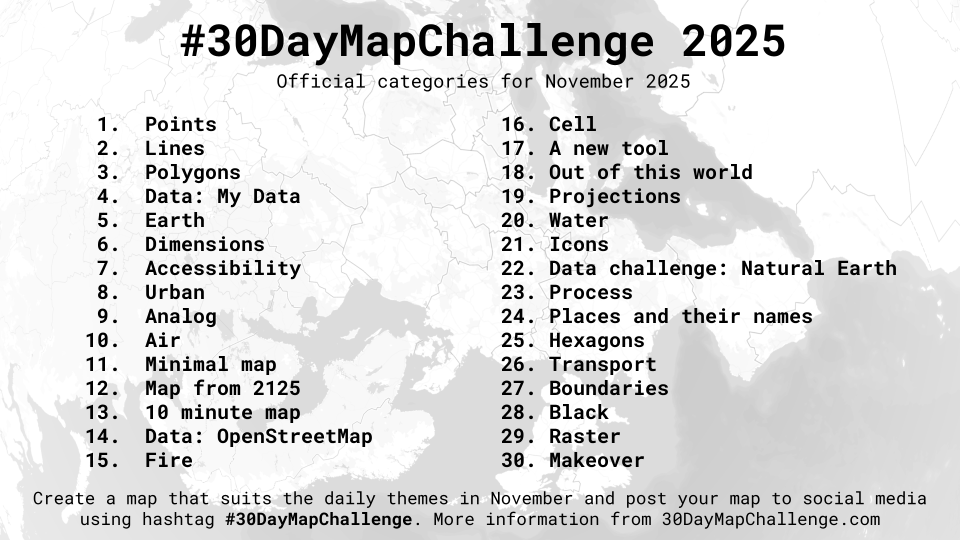 #30DayMapChallenge 2025
Official categories for November 2025
1. Points
2. Lines
3. Polygons
4. Data: My Data
5. Earth
6. Dimensions
7. Accessibility
8. Urban
9. Analog
10. Air
11. Minimal map
12. Map from 2125
13. 10 minute map
14. Data: OpenStreetMap
15. Fire
16. Cell
17. A new tool
18. Out of this world
19. Projections
20. Water
21. Icons
22. Data challenge: Natural Earth
23. Process
24. Places and their names
25. Hexagons
26. Transport
27. Boundaries
28. Black
29. Raster
30. Makeover
Create a map that suits the daily themes in November and post your map to social media
using hashtag #30DayMapChallenge. More information from 30DayMapChallenge.com